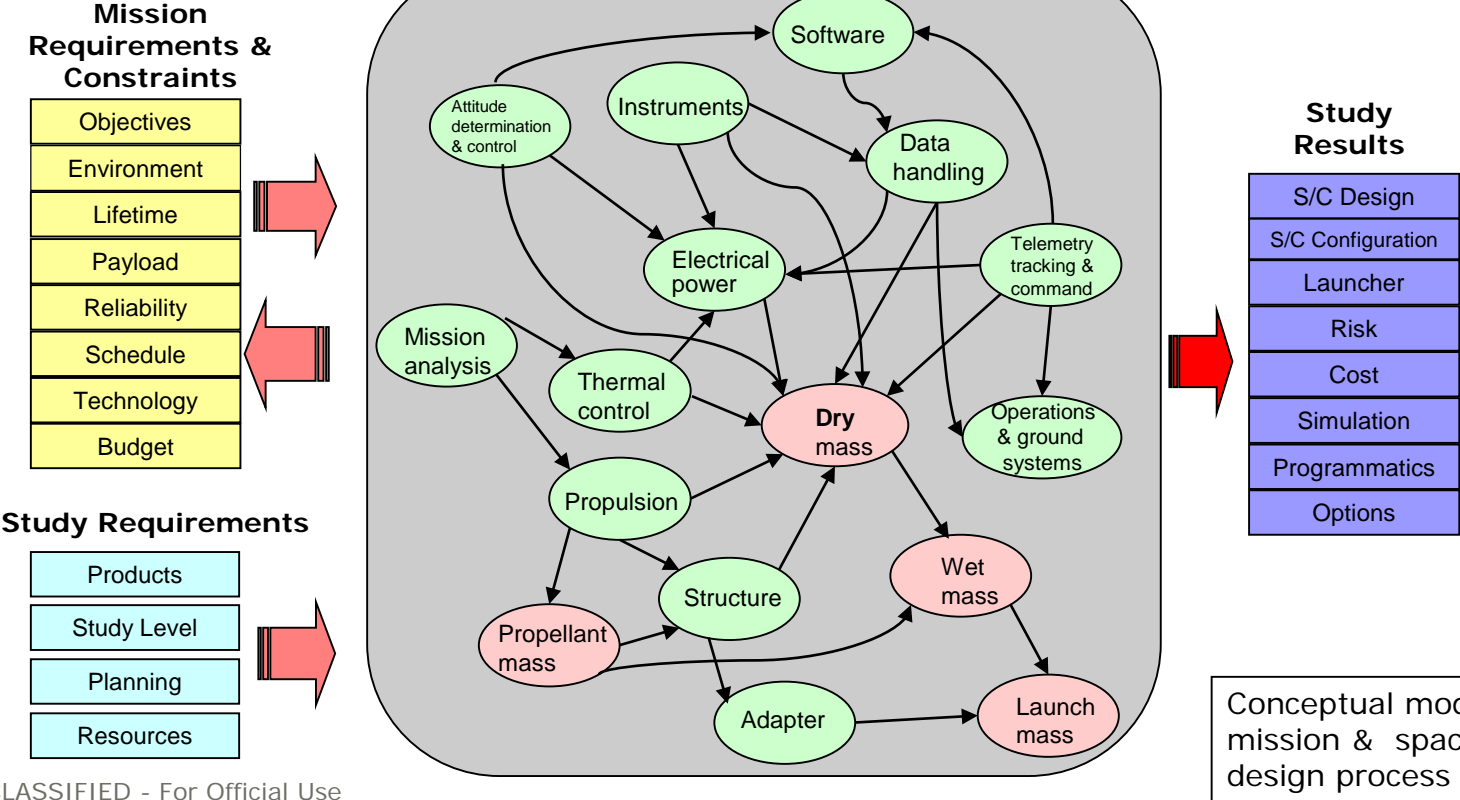 Mission
Requirements &
Constraints
Objectives
Environment
Lifetime
Payload
Reliability
Schedule
Technology
Budget
Study Requirements
Products
Study Level
Planning
Resources
Software
Attitude
determination
& control
Instruments
Data
handling
Electrical
power
Telemetry
tracking &
command
Mission
analysis
Thermal
control
Dry
mass
Operations
& ground
systems
Propulsion
Structure
Wet
mass
Propellant
mass
Adapter
Launch
mass
Study
Results
S/C Design
S/C Configuration
Launcher
Risk
Cost
Simulation
Programmatics
Options
Conceptual
mission &
design process
- For Official Use